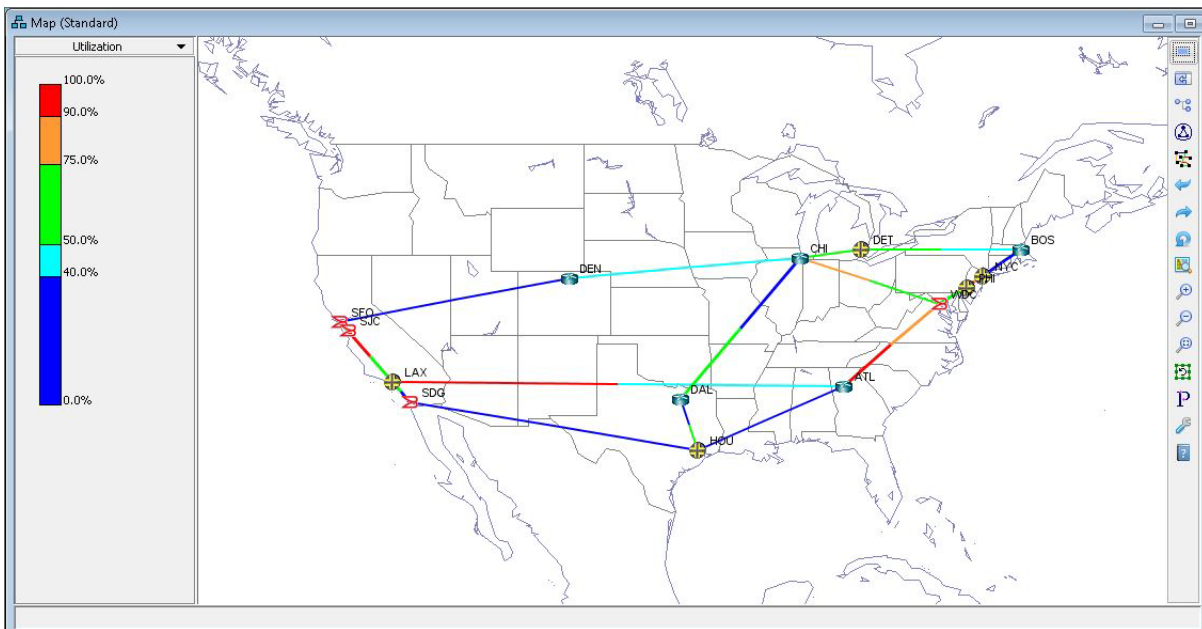 Map (Standard)
Utilization
100.0%
90.0%
75.0%
50.0%
40.0%
0.0%
DET
BOS
CHI
NYC
PHI
DEN
WDC
SFO
SJC
LAX
ATL
SDG
DAL
HOU
P
?